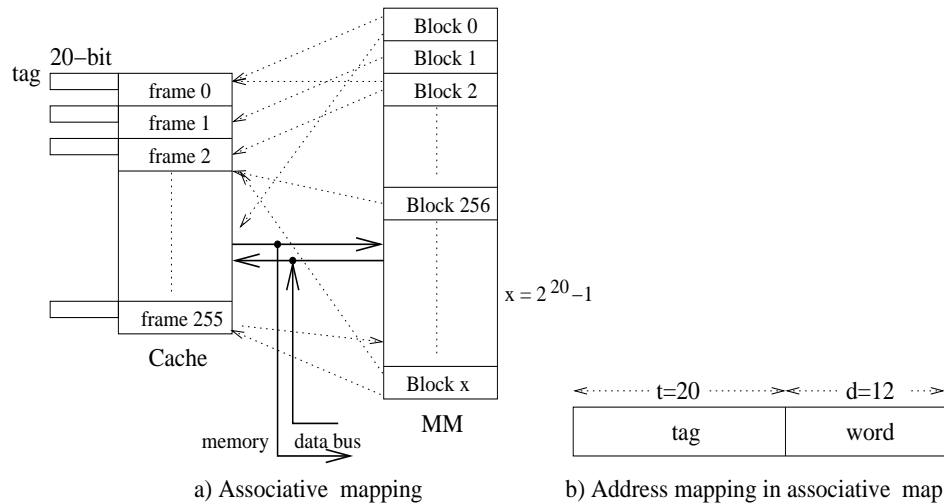 20-bit
tag
frame 0
frame 1
frame 2
frame 255
Cache
Block 0
Block 1
Block 2
Block 256
x = 2^20-1
Block x
MM
memory
data bus
a) Associative mapping
t=20
d=12
tag
word
b) Address mapping in associative map